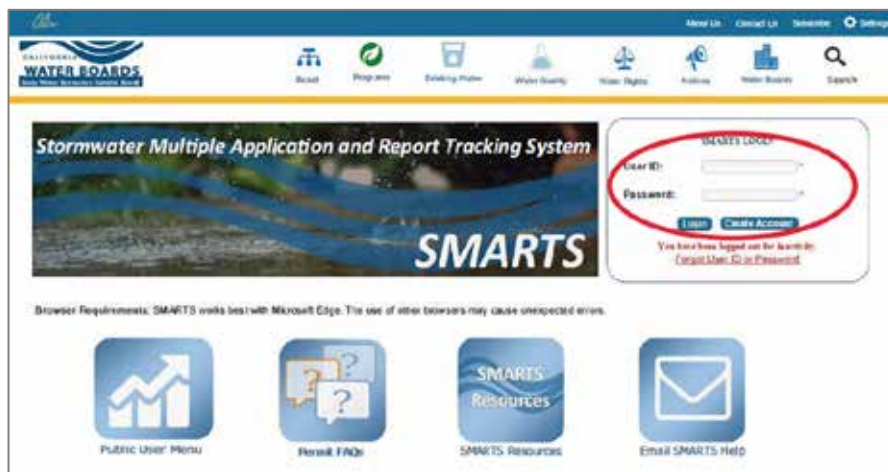 About Us Contact Us Subscribe Settings
CALIFORNIA
WATER BOARDS
Board Programs Drinking Water Water Quality Water Rights Notices Water Boards Search
Stormwater Multiple Application and Report Tracking System
SMARTS
SMARTS LOGIN
User ID: *
Password: *
Login Create Account
You have been logged out for inactivity.
Forgot User ID or Password
Browser Requirements: SMARTS works best with Microsoft Edge. The use of other browsers may cause unexpected errors.
SMARTS
Resources
Public User Menu Permit FAQs SMARTS Resources Email SMARTS Help